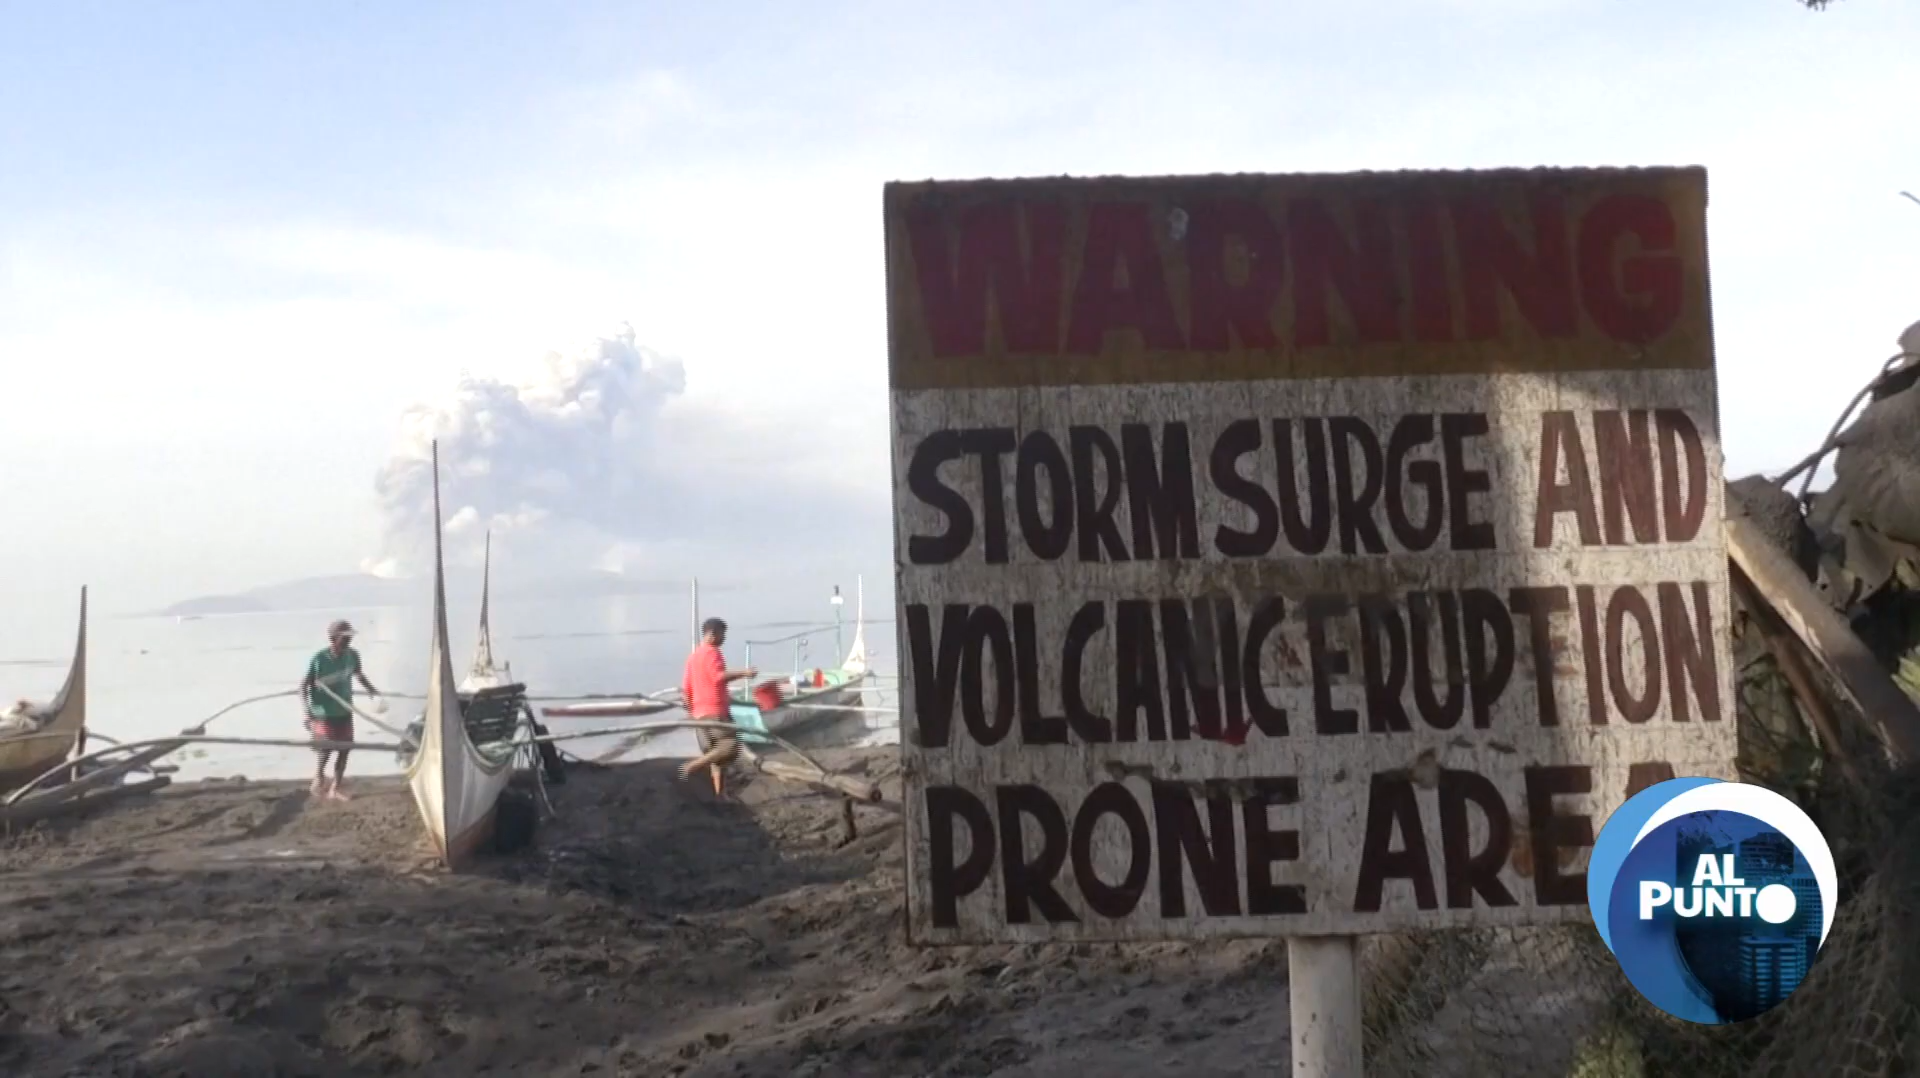 WARNING
STORM SURGE AND
VOLCANIC ERUPTION
PRONE AREA
AL
PUNTO